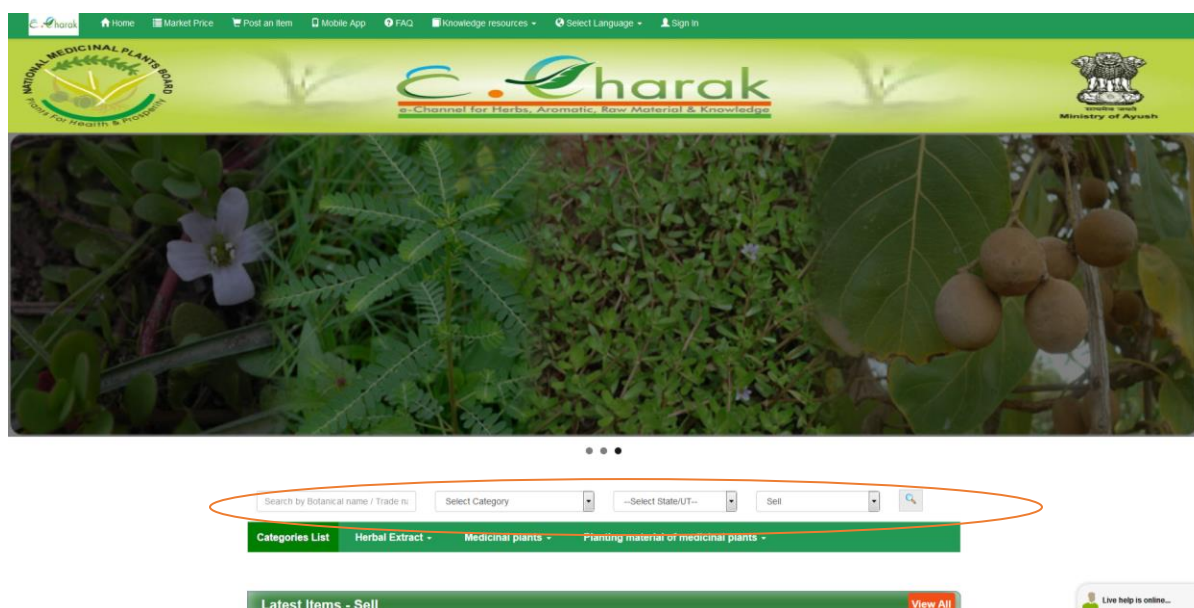 e.Charak Home Market Price Post an Item Mobile App FAQ Knowledge resources Select Language Sign In
NATIONAL MEDICINAL PLANTS BOARD
Plants For Health & Prosperity
e.Charak
e-Channel for Herbs, Aromatic, Raw Material & Knowledge
सत्यमेव जयते
Ministry of Ayush
Search by Botanical name / Trade na Select Category --Select State/UT-- Sell
Categories List Herbal Extract Medicinal plants Planting material of medicinal plants
Latest Items - Sell View All
Live help is online...